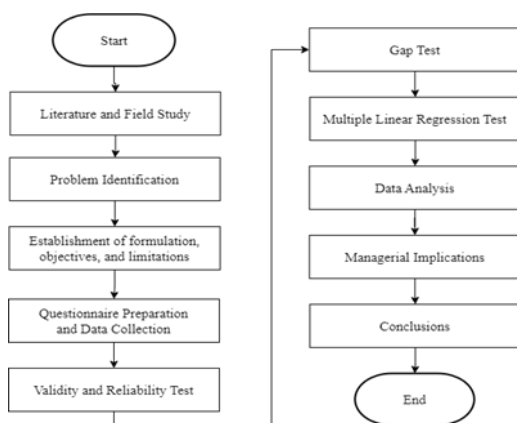 Start
Literature and Field Study
Problem Identification
Establishment of formulation,
objectives, and limitations
Questionnaire Preparation
and Data Collection
Validity and Reliability Test
Gap Test
Multiple Linear Regression Test
Data Analysis
Managerial Implications
Conclusions
End